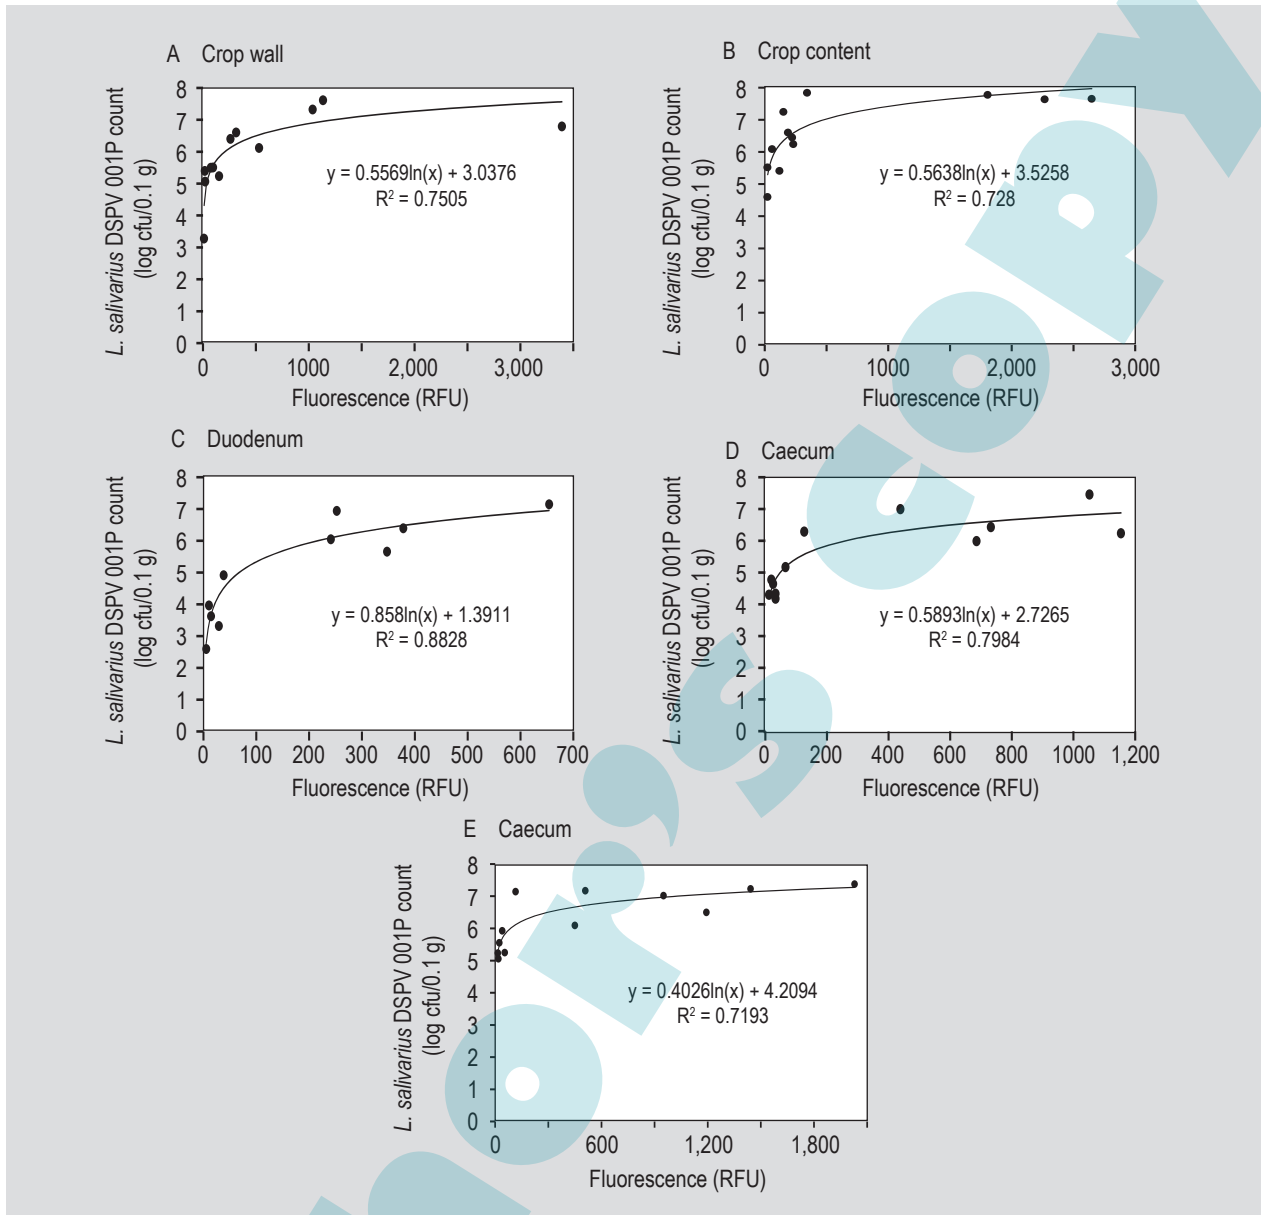 A Crop wall
L. salivarius DSPV 001P count
(log cfu/0.1 g)
8
7
6
5
4
3
2
1
0
y = 0.5569ln(x) + 3.0376
R² = 0.7505
0 1000 2,000 3,000
Fluorescence (RFU)
B Crop content
L. salivarius DSPV 001P count
(log cfu/0.1 g)
8
7
6
5
4
3
2
1
0
y = 0.5638ln(x) + 3.5258
R² = 0.728
0 1000 2,000 3,000
Fluorescence (RFU)
C Duodenum
L. salivarius DSPV 001P count
(log cfu/0.1 g)
8
7
6
5
4
3
2
1
0
y = 0.858ln(x) + 1.3911
R² = 0.8828
0 100 200 300 400 500 600 700
Fluorescence (RFU)
D Caecum
L. salivarius DSPV 001P count
(log cfu/0.1 g)
8
7
6
5
4
3
2
1
0
y = 0.5893ln(x) + 2.7265
R² = 0.7984
0 200 400 600 800 1000 1,200
Fluorescence (RFU)
E Caecum
L. salivarius DSPV 001P count
(log cfu/0.1 g)
8
7
6
5
4
3
2
1
0
y = 0.4026ln(x) + 4.2094
R² = 0.7193
0 600 1,200 1,800
Fluorescence (RFU)
or's copy